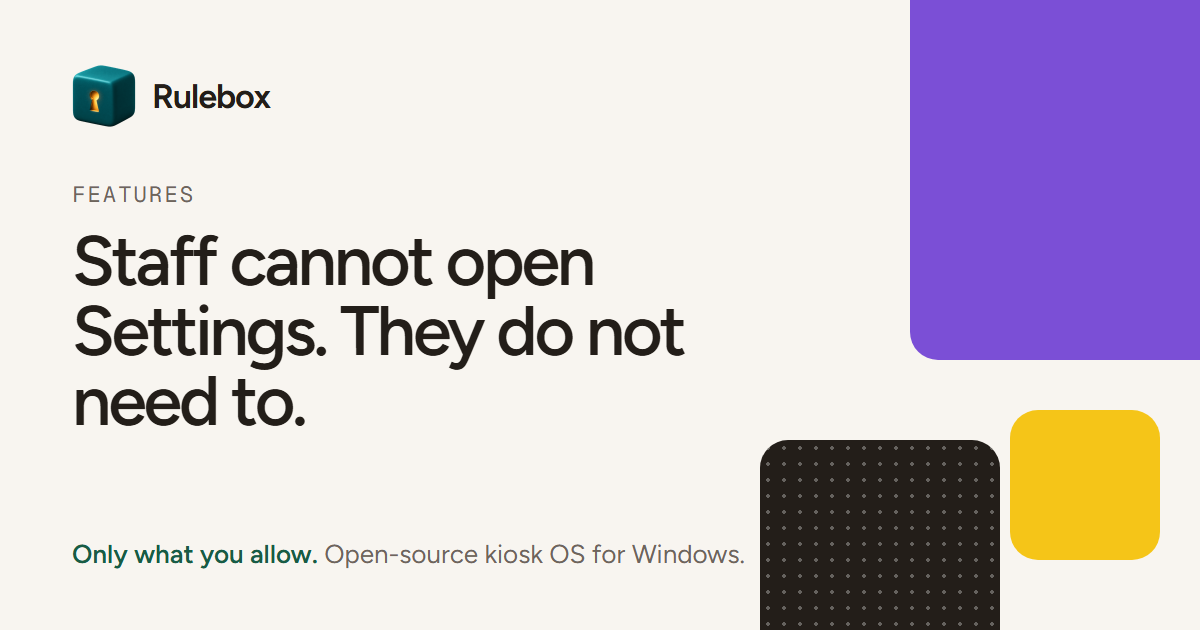 Rulebox
FEATURES
Staff cannot open
Settings. They do not
need to.
Only what you allow. Open-source kiosk OS for Windows.